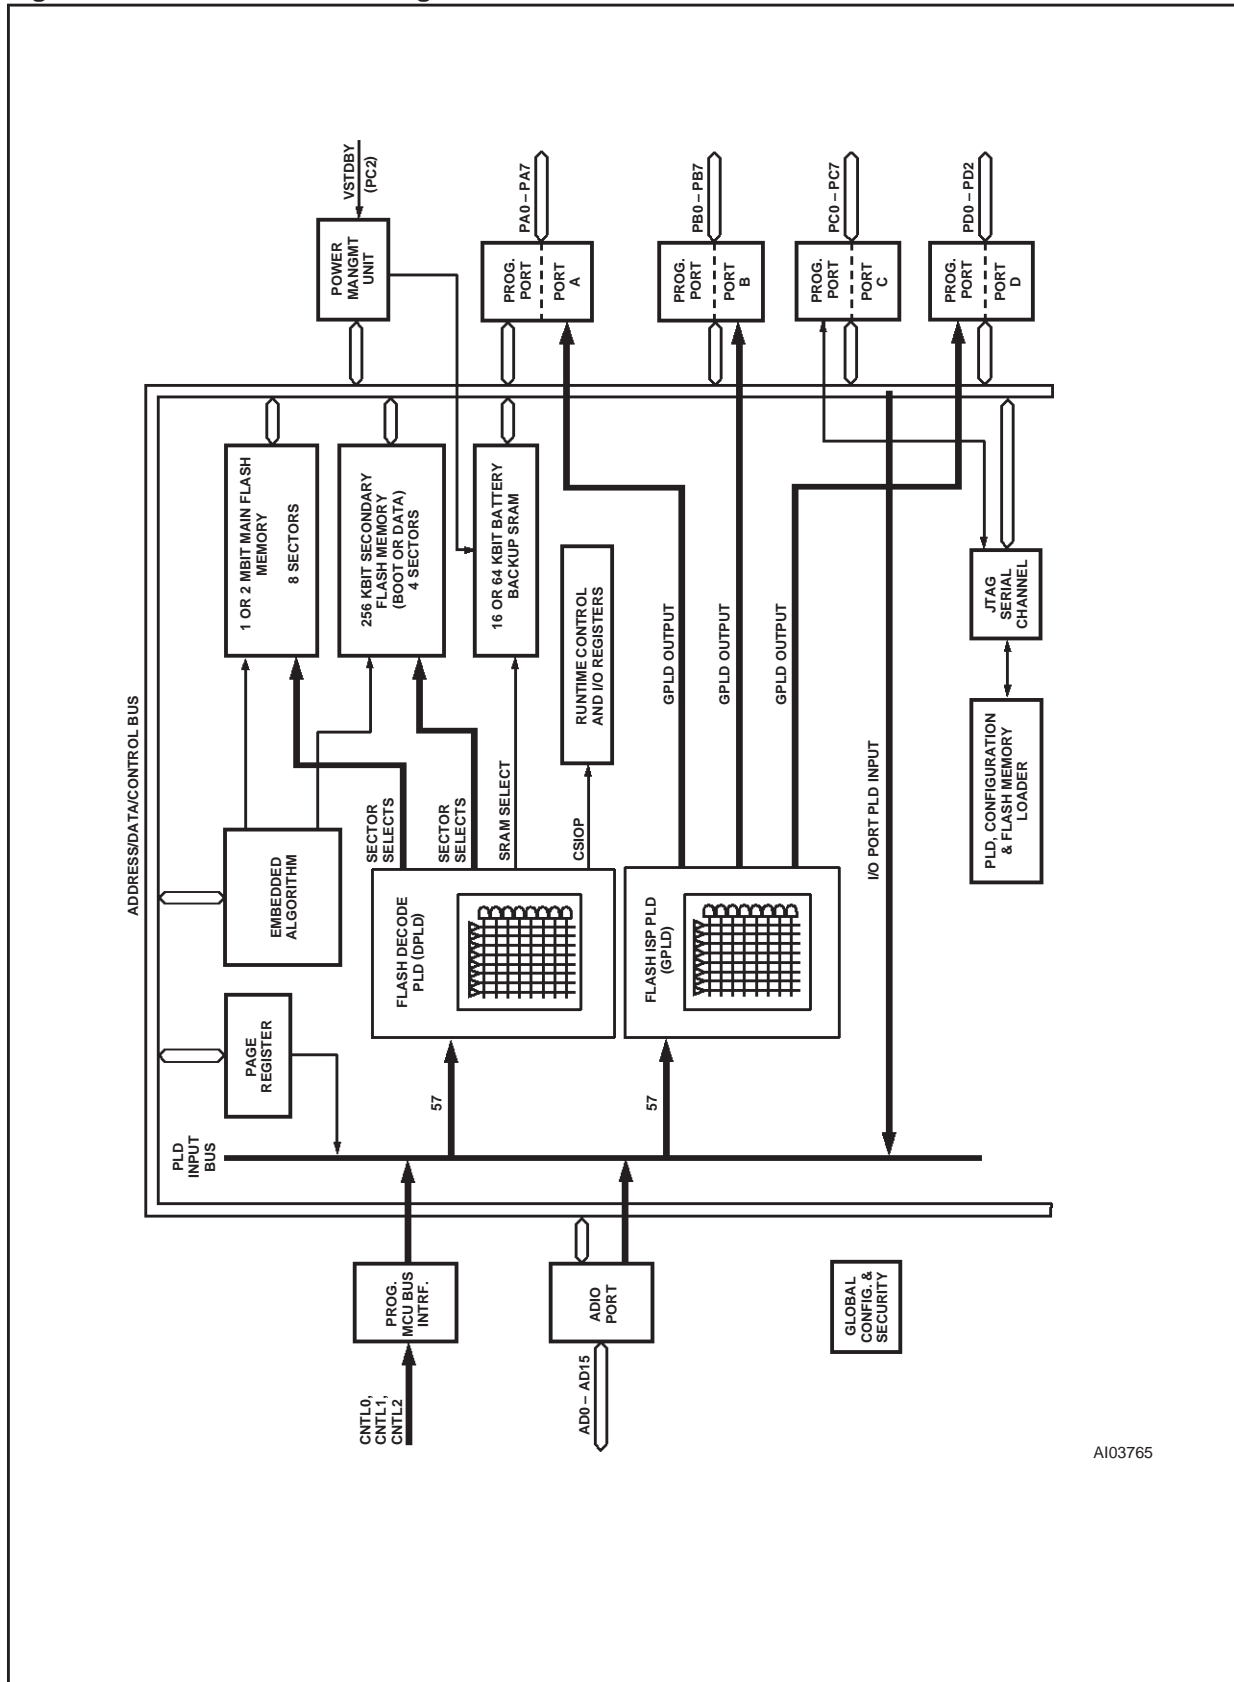 ADDRESS/DATA/CONTROL BUS
PLD
INPUT
BUS
CNTL0,
CNTL1,
CNTL2
PROG.
MCU BUS
INTRF.
AD0 – AD15
ADIO
PORT
GLOBAL
CONFIG. &
SECURITY
PAGE
REGISTER
EMBEDDED
ALGORITHM
57
57
FLASH DECODE
PLD (DPLD)
FLASH ISP PLD
(GPLD)
SECTOR
SELECTS
SECTOR
SELECTS
SRAM SELECT
CSIOP
1 OR 2 MBIT MAIN FLASH
MEMORY
8 SECTORS
256 KBIT SECONDARY
FLASH MEMORY
(BOOT OR DATA)
4 SECTORS
16 OR 64 KBIT BATTERY
BACKUP SRAM
RUNTIME CONTROL
AND I/O REGISTERS
GPLD OUTPUT
GPLD OUTPUT
GPLD OUTPUT
I/O PORT PLD INPUT
PLD, CONFIGURATION
& FLASH MEMORY
LOADER
JTAG
SERIAL
CHANNEL
POWER
MANGMT
UNIT
VSTDBY
(PC2)
PROG.
PORT
PORT
A
PA0 – PA7
PROG.
PORT
PORT
B
PB0 – PB7
PROG.
PORT
PORT
C
PC0 – PC7
PROG.
PORT
PORT
D
PD0 – PD2
AI03765